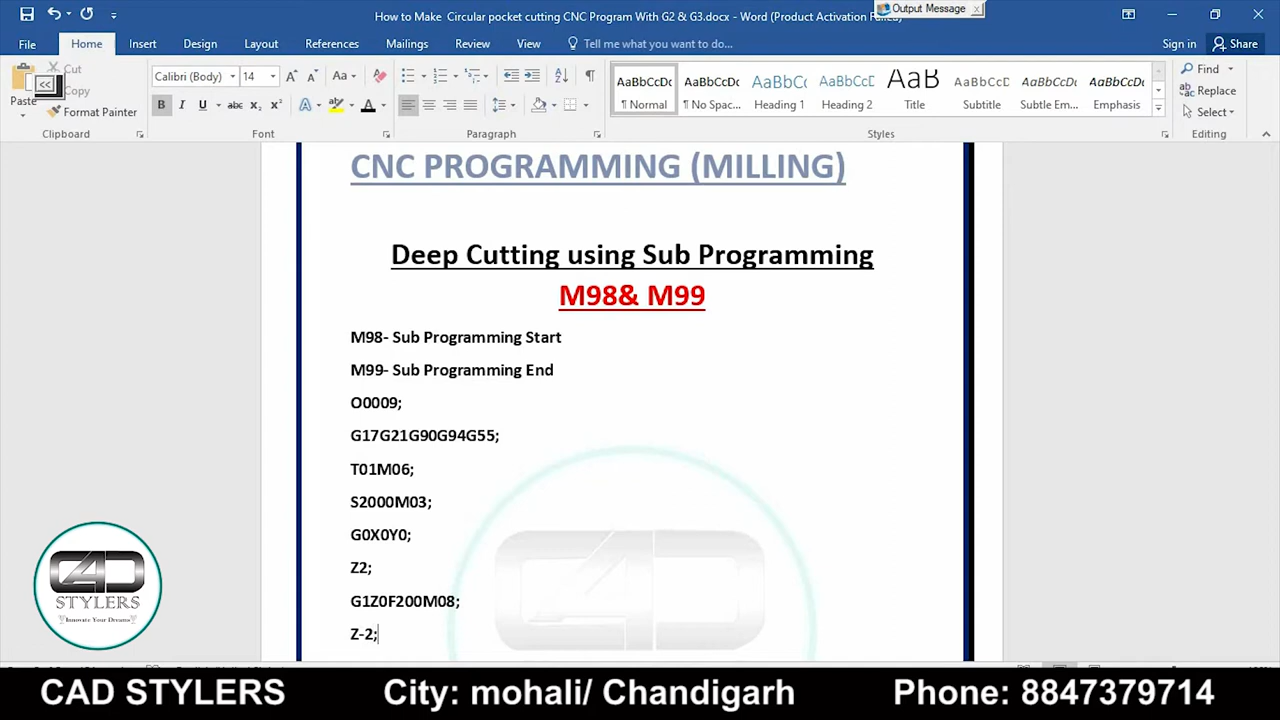 How to Make Circular pocket cutting CNC Program With G2 & G3.docx - Word (Product Activation Failed)
Output Message
File Home Insert Design Layout References Mailings Review View Tell me what you want to do... Sign in Share
Paste
Cut
Copy
Format Painter
Clipboard
Calibri (Body) 14
Font
Paragraph
AaBbCcDc AaBbCcDc AaBbCc AaBbCcD AaB AaBbCcD AaBbCcDc AaBbCcDc
¶ Normal ¶ No Spac... Heading 1 Heading 2 Title Subtitle Subtle Em... Emphasis
Styles
Find
Replace
Select
Editing
CNC PROGRAMMING (MILLING)
Deep Cutting using Sub Programming
M98& M99
M98- Sub Programming Start
M99- Sub Programming End
O0009;
G17G21G90G94G55;
T01M06;
S2000M03;
G0X0Y0;
Z2;
G1Z0F200M08;
Z-2;
STYLERS
Innovate Your Dreams
CAD STYLERS City: mohali/ Chandigarh Phone: 8847379714